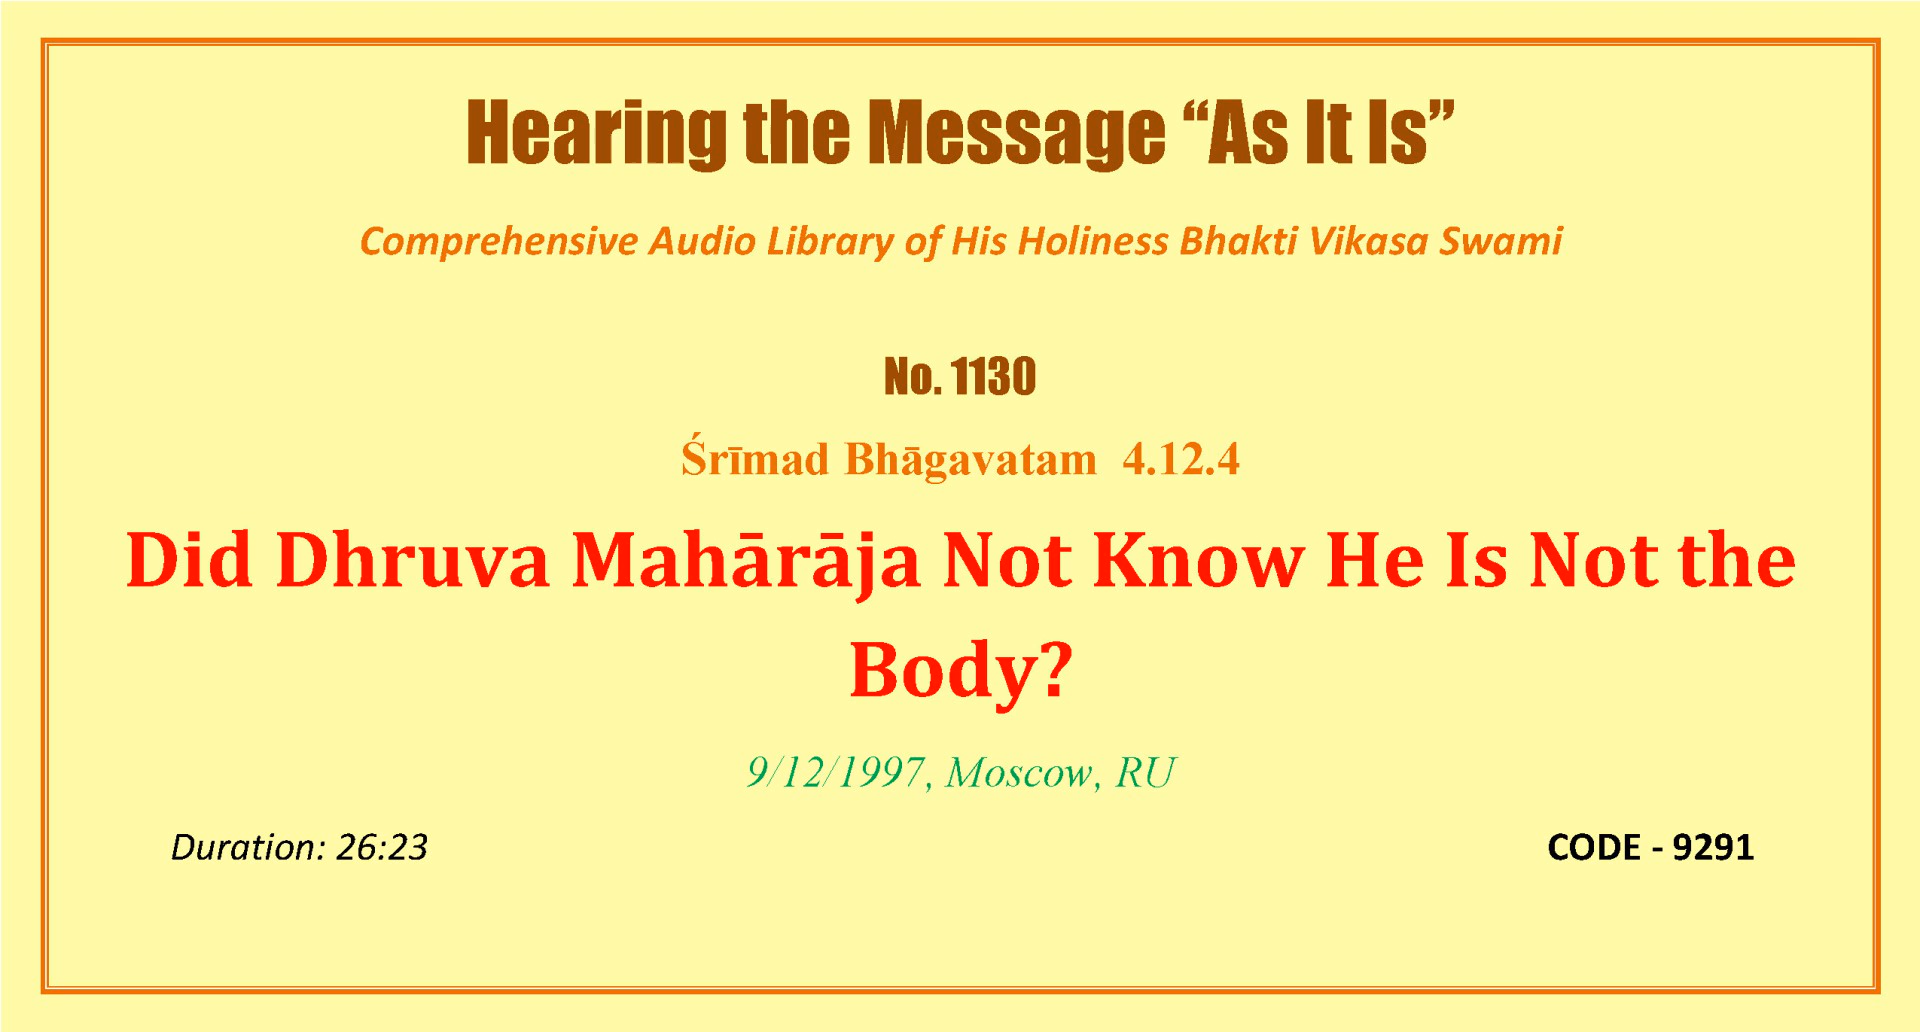 Hearing the Message “As It Is”
Comprehensive Audio Library of His Holiness Bhakti Vikasa Swami
No. 1130
Śrīmad Bhāgavatam 4.12.4
Did Dhruva Mahārāja Not Know He Is Not the
Body?
9/12/1997, Moscow, RU
Duration: 26:23
CODE - 9291